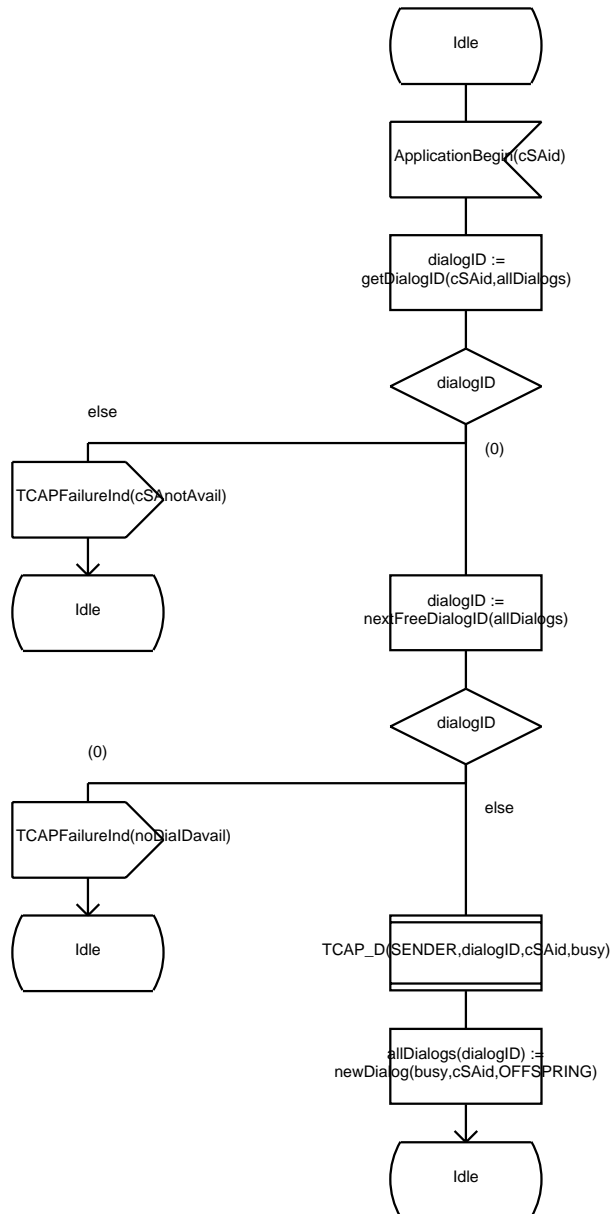 Idle
ApplicationBegin(cSAid)
dialogID :=
getDialogID(cSAid,allDialogs)
dialogID
else
(0)
TCAPFailureInd(cSAnotAvail)
Idle
dialogID :=
nextFreeDialogID(allDialogs)
dialogID
(0)
else
TCAPFailureInd(noDialDavail)
Idle
TCAP_D(SENDER,dialogID,cSAid,busy)
allDialogs(dialogID) :=
newDialog(busy,cSAid,OFFSPRING)
Idle